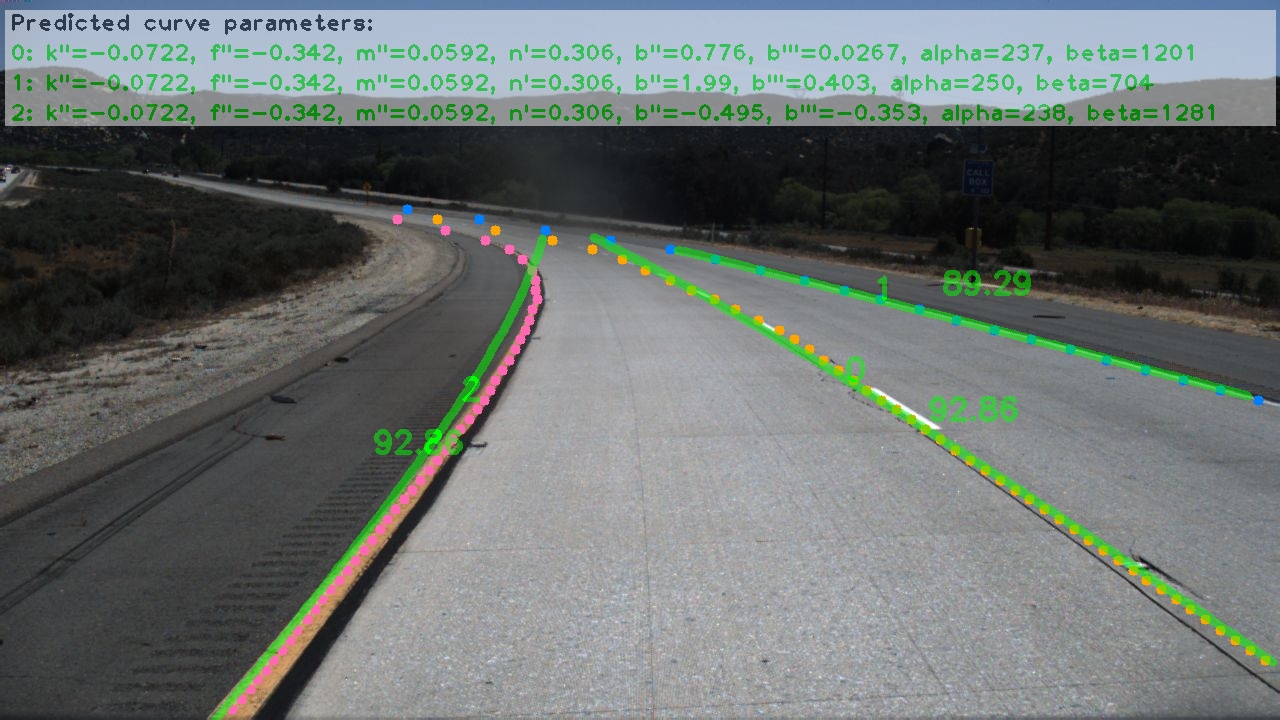 Predicted curve parameters:
0: k''=-0.0722, f''=-0.342, m''=0.0592, n'=0.306, b''=0.776, b'''=0.0267, alpha=237, beta=1201
1: k''=-0.0722, f''=-0.342, m''=0.0592, n'=0.306, b''=1.99, b'''=0.403, alpha=250, beta=704
2: k''=-0.0722, f''=-0.342, m''=0.0592, n'=0.306, b''=-0.495, b'''=-0.353, alpha=238, beta=1281
CALL
BOX
1
89.29
0
92.86
2